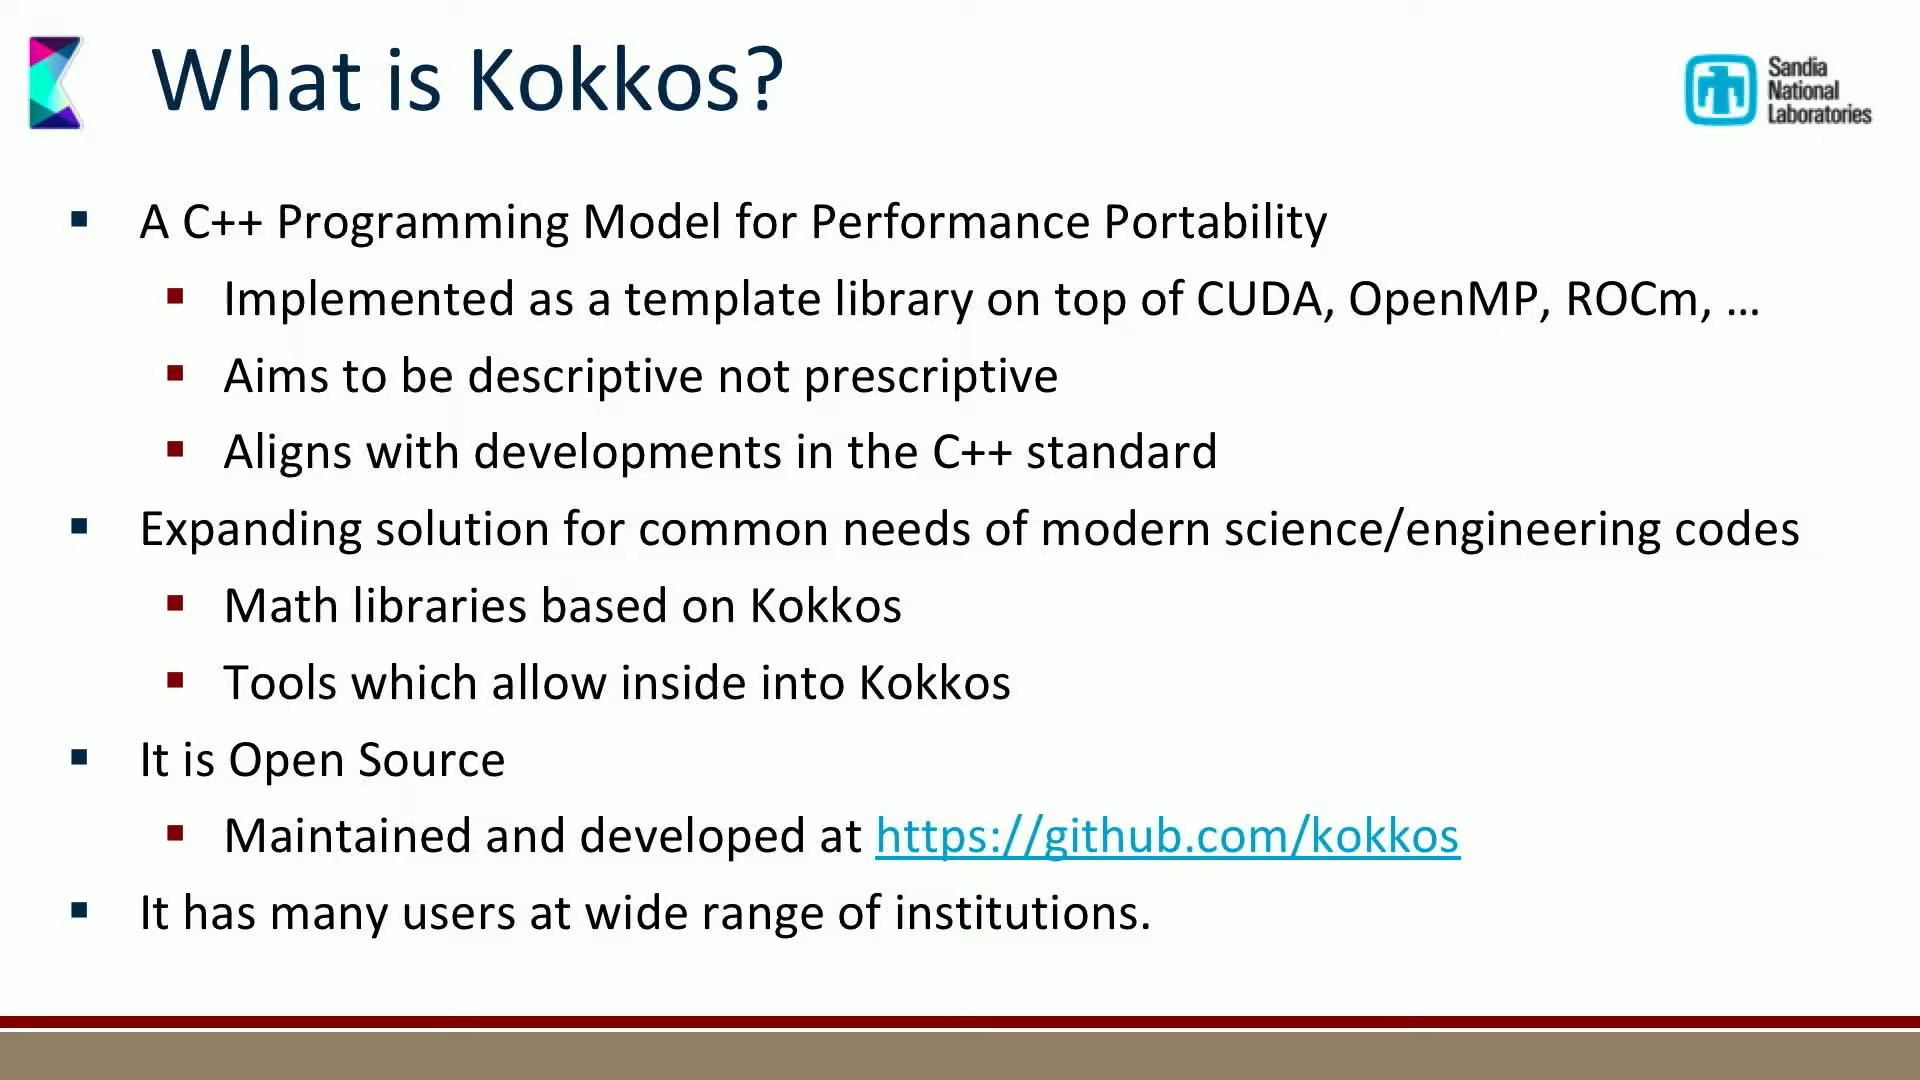 What is Kokkos?
Sandia
National
Laboratories
A C++ Programming Model for Performance Portability
Implemented as a template library on top of CUDA, OpenMP, ROCm, …
Aims to be descriptive not prescriptive
Aligns with developments in the C++ standard
Expanding solution for common needs of modern science/engineering codes
Math libraries based on Kokkos
Tools which allow inside into Kokkos
It is Open Source
Maintained and developed at https://github.com/kokkos
It has many users at wide range of institutions.